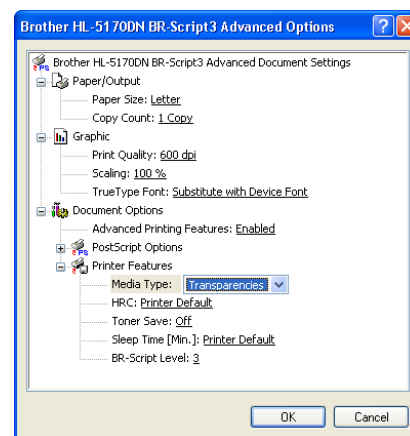 Brother HL-5170DN BR-Script3 Advanced Options
Brother HL-5170DN BR-Script3 Advanced Document Settings
Paper/Output
Paper Size: Letter
Copy Count: 1 Copy
Graphic
Print Quality: 600 dpi
Scaling: 100 %
TrueType Font: Substitute with Device Font
Document Options
Advanced Printing Features: Enabled
PostScript Options
Printer Features
Media Type: Transparencies
HRC: Printer Default
Toner Save: Off
Sleep Time [Min.]: Printer Default
BR-Script Level: 3
OK Cancel